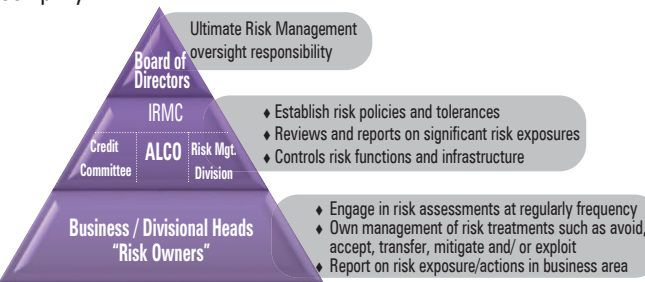 Ultimate Risk Management
oversight responsibility
Board of
Directors
IRMC
Credit
Committee
ALCO
Risk Mgt.
Division
♦ Establish risk policies and tolerances
♦ Reviews and reports on significant risk exposures
♦ Controls risk functions and infrastructure
Business / Divisional Heads
“Risk Owners”
♦ Engage in risk assessments at regularly frequency
♦ Own management of risk treatments such as avoid,
accept, transfer, mitigate and/ or exploit
♦ Report on risk exposure/actions in business area